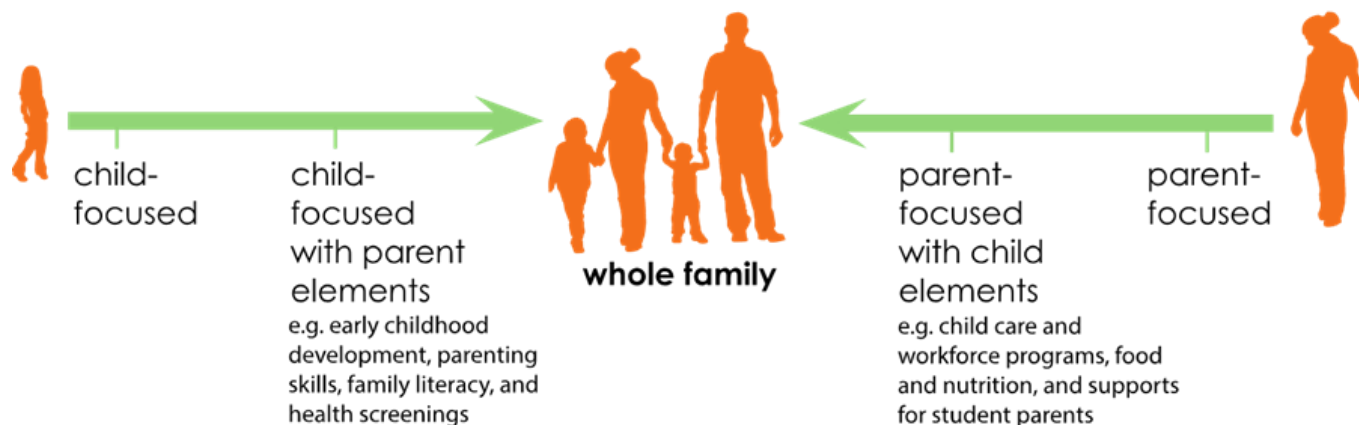 child-
focused
child-
focused
with parent
elements
e.g. early childhood
development, parenting
skills, family literacy, and
health screenings
whole family
parent-
focused
with child
elements
e.g. child care and
workforce programs, food
and nutrition, and supports
for student parents
parent-
focused